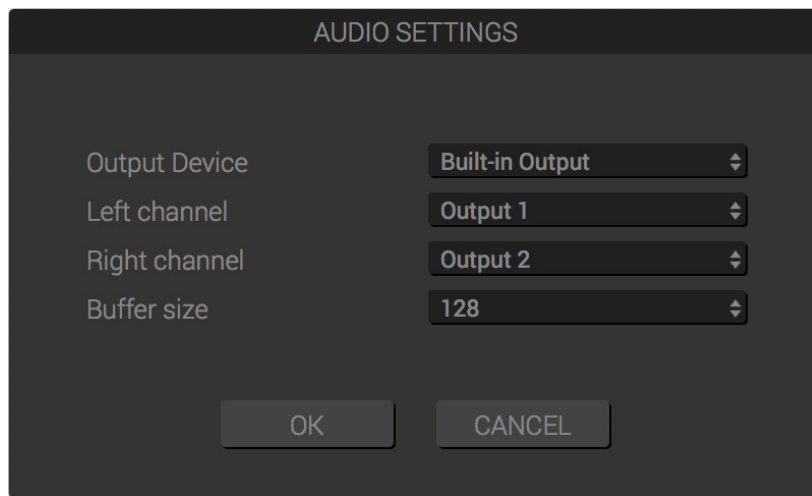 AUDIO SETTINGS
Output Device Built-in Output
Left channel Output 1
Right channel Output 2
Buffer size 128
OK CANCEL